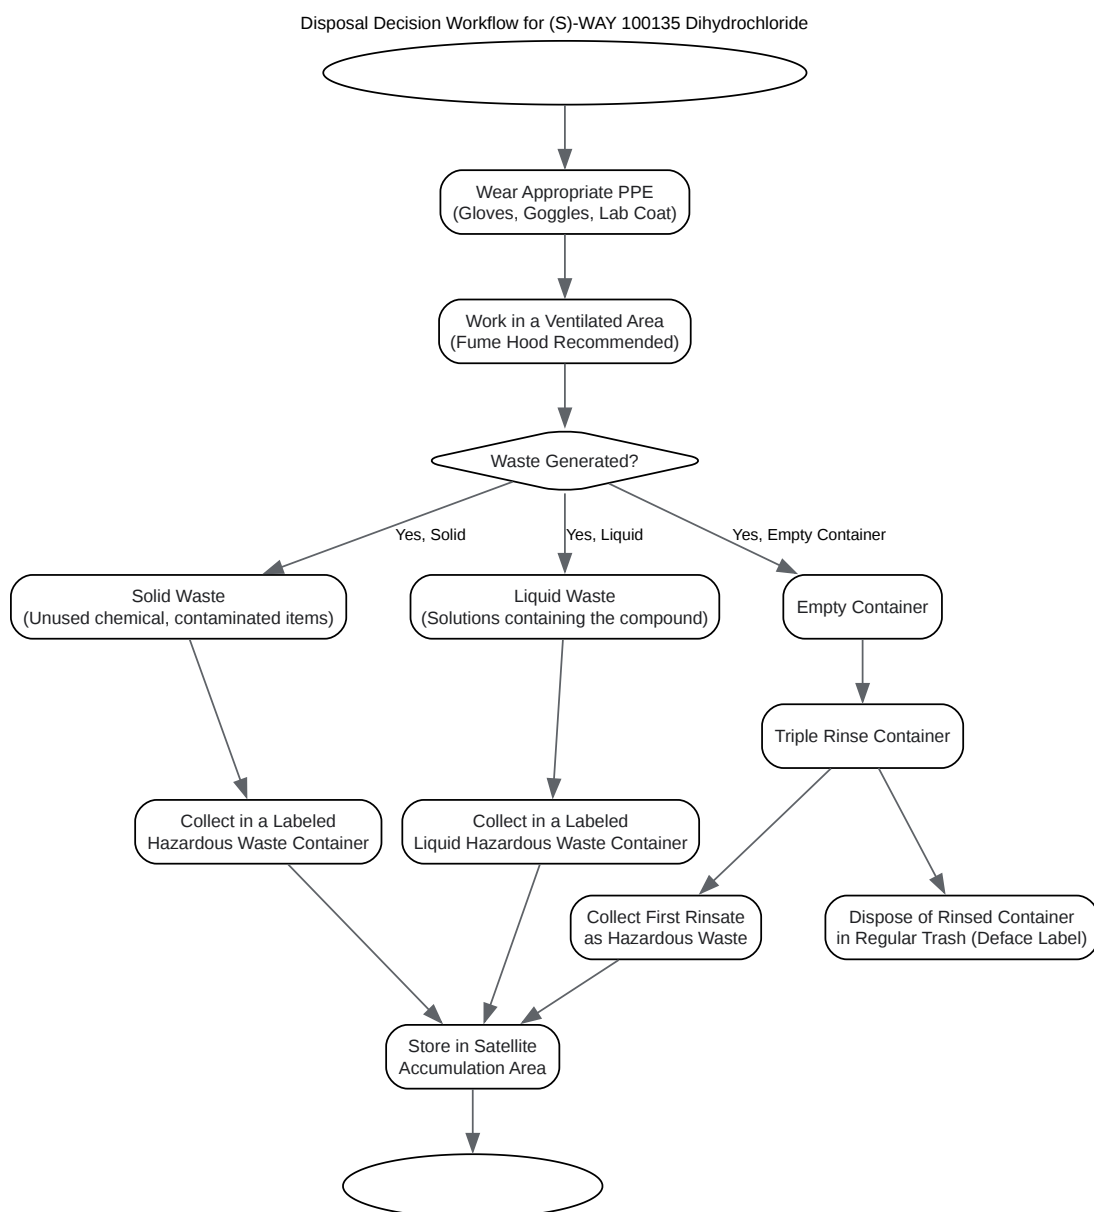 Disposal Decision Workflow for (S)-WAY 100135 Dihydrochloride
Wear Appropriate PPE
(Gloves, Goggles, Lab Coat)
Work in a Ventilated Area
(Fume Hood Recommended)
Waste Generated?
Yes, Solid
Yes, Liquid
Yes, Empty Container
Solid Waste
(Unused chemical, contaminated items)
Liquid Waste
(Solutions containing the compound)
Empty Container
Triple Rinse Container
Collect in a Labeled
Hazardous Waste Container
Collect in a Labeled
Liquid Hazardous Waste Container
Collect First Rinsate
as Hazardous Waste
Dispose of Rinsed Container
in Regular Trash (Deface Label)
Store in Satellite
Accumulation Area